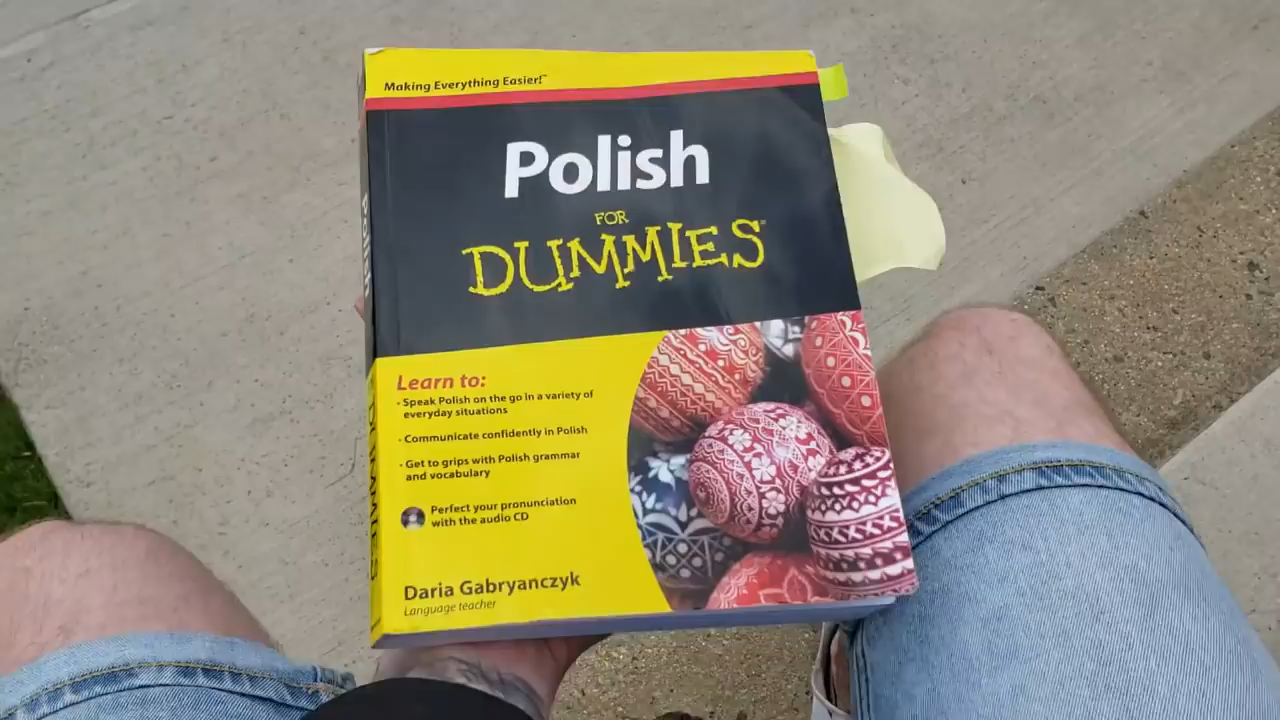 Making Everything Easier!™
Polish
FOR
DUMMIES™
Learn to:
• Speak Polish on the go in a variety of
everyday situations
• Communicate confidently in Polish
• Get to grips with Polish grammar
and vocabulary
Perfect your pronunciation
with the audio CD
Daria Gabryanczyk
Language teacher
Polish
DUMMIES